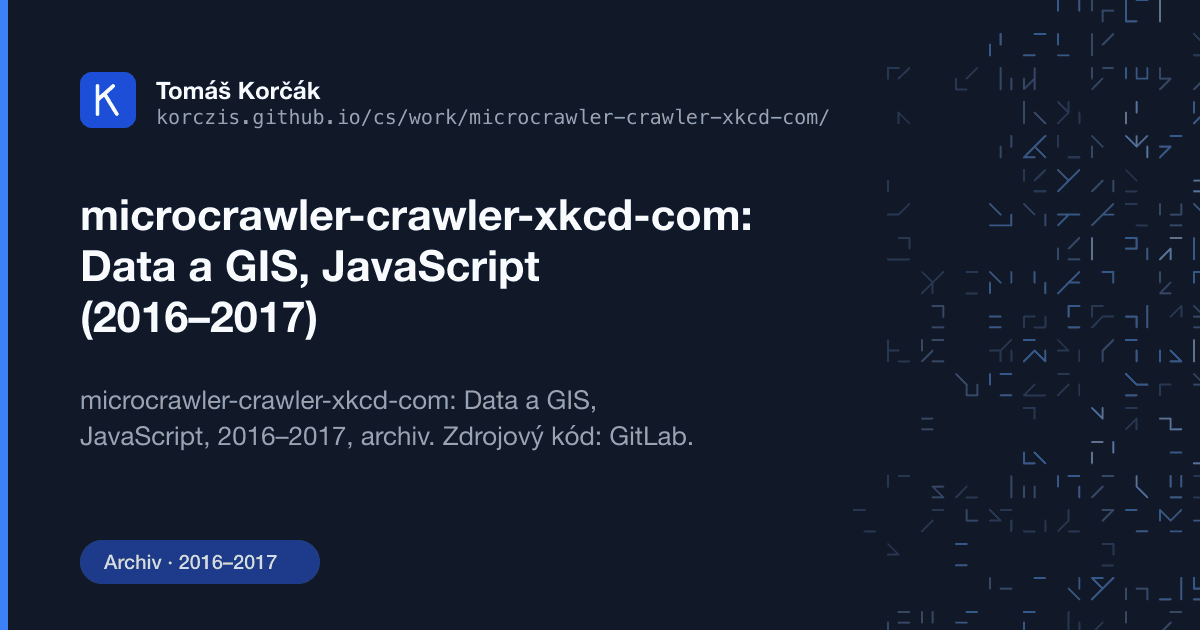 K
Tomáš Korčák
korczis.github.io/cs/work/microcrawler-crawler-xkcd-com/
microcrawler-crawler-xkcd-com:
Data a GIS, JavaScript
(2016–2017)
microcrawler-crawler-xkcd-com: Data a GIS,
JavaScript, 2016–2017, archiv. Zdrojový kód: GitLab.
Archiv · 2016–2017